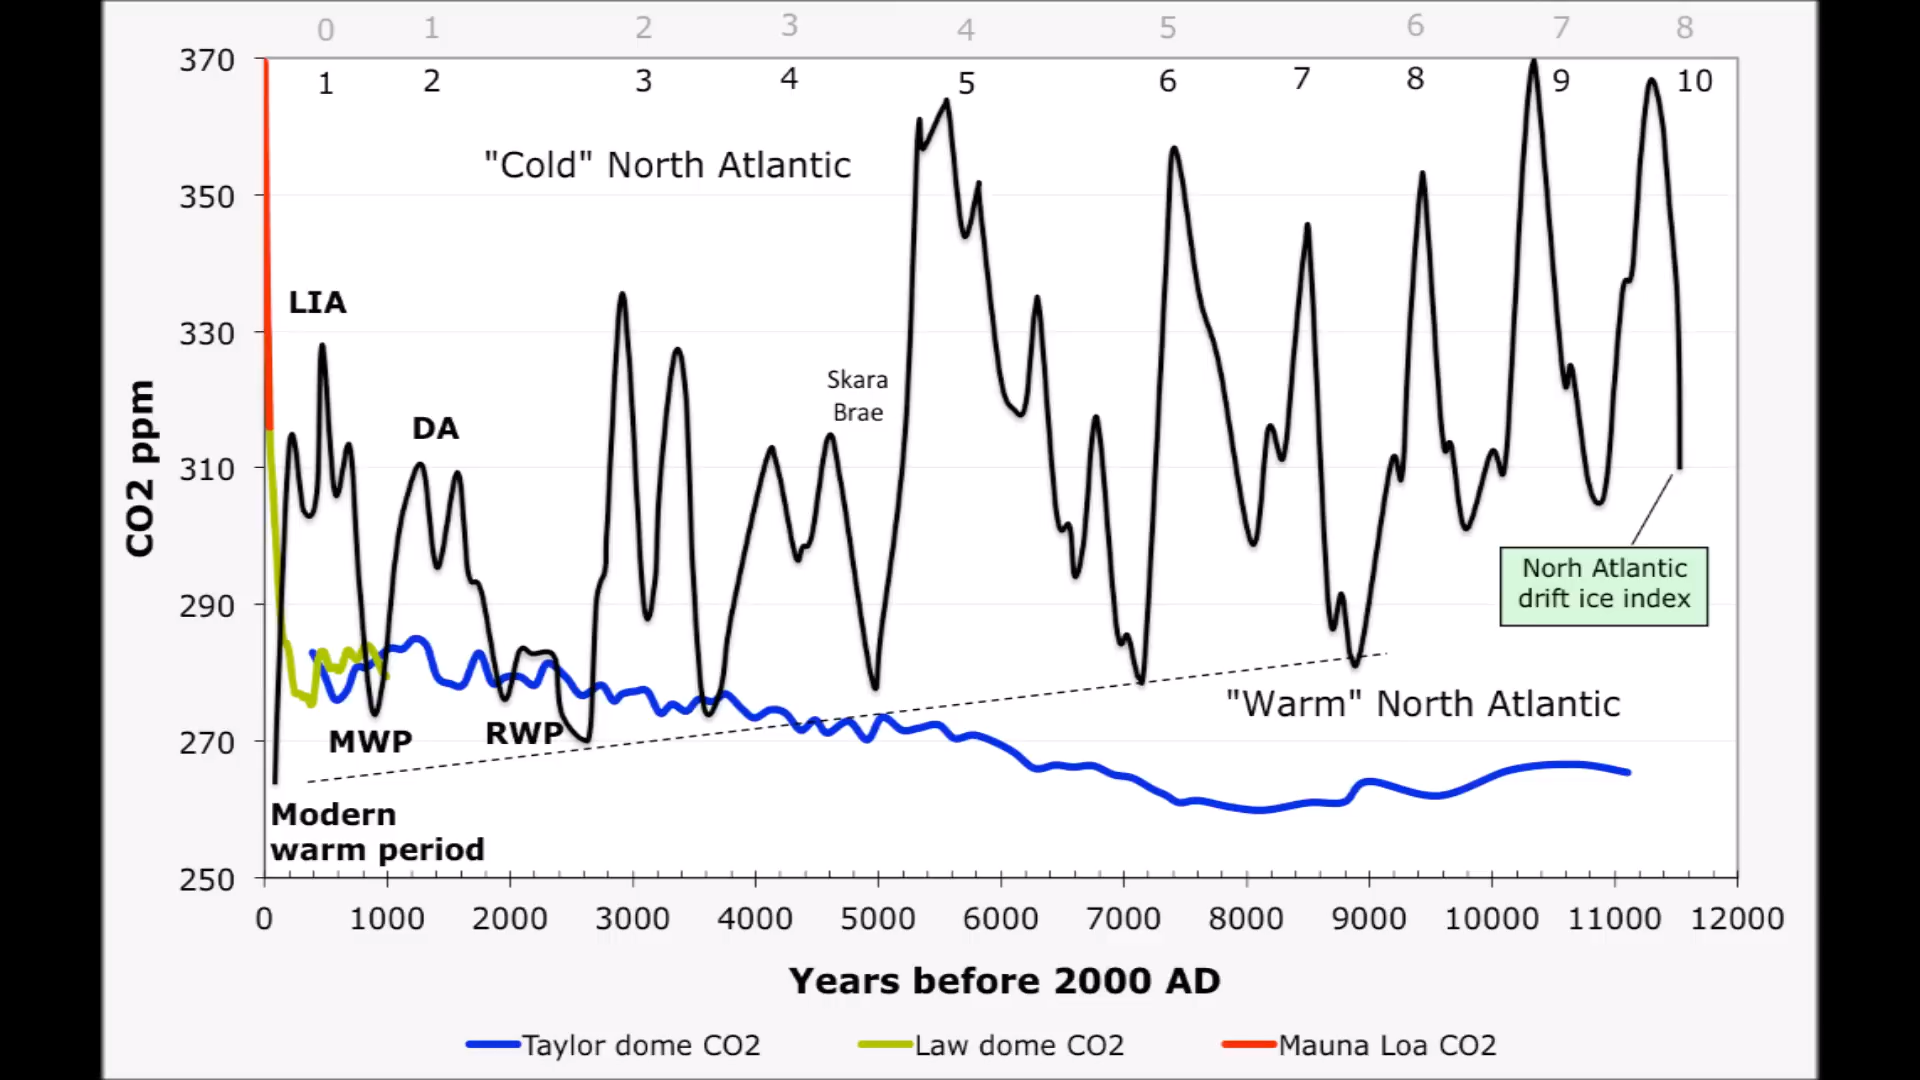 0 1 2 3 4 5 6 7 8
1 2 3 4 5 6 7 8 9 10
370
350
330
310
290
270
250
CO2 ppm
"Cold" North Atlantic
LIA
DA
Skara
Brae
Norh Atlantic
drift ice index
MWP
RWP
"Warm" North Atlantic
Modern
warm period
0 1000 2000 3000 4000 5000 6000 7000 8000 9000 10000 11000 12000
Years before 2000 AD
Taylor dome CO2 Law dome CO2 Mauna Loa CO2